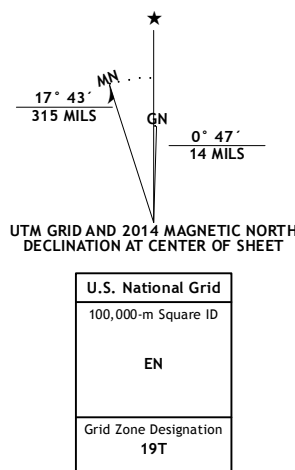 ★
MN
17° 43´
315 MILS
GN
0° 47´
14 MILS
UTM GRID AND 2014 MAGNETIC NORTH
DECLINATION AT CENTER OF SHEET
U.S. National Grid
100,000-m Square ID
EN
Grid Zone Designation
19T